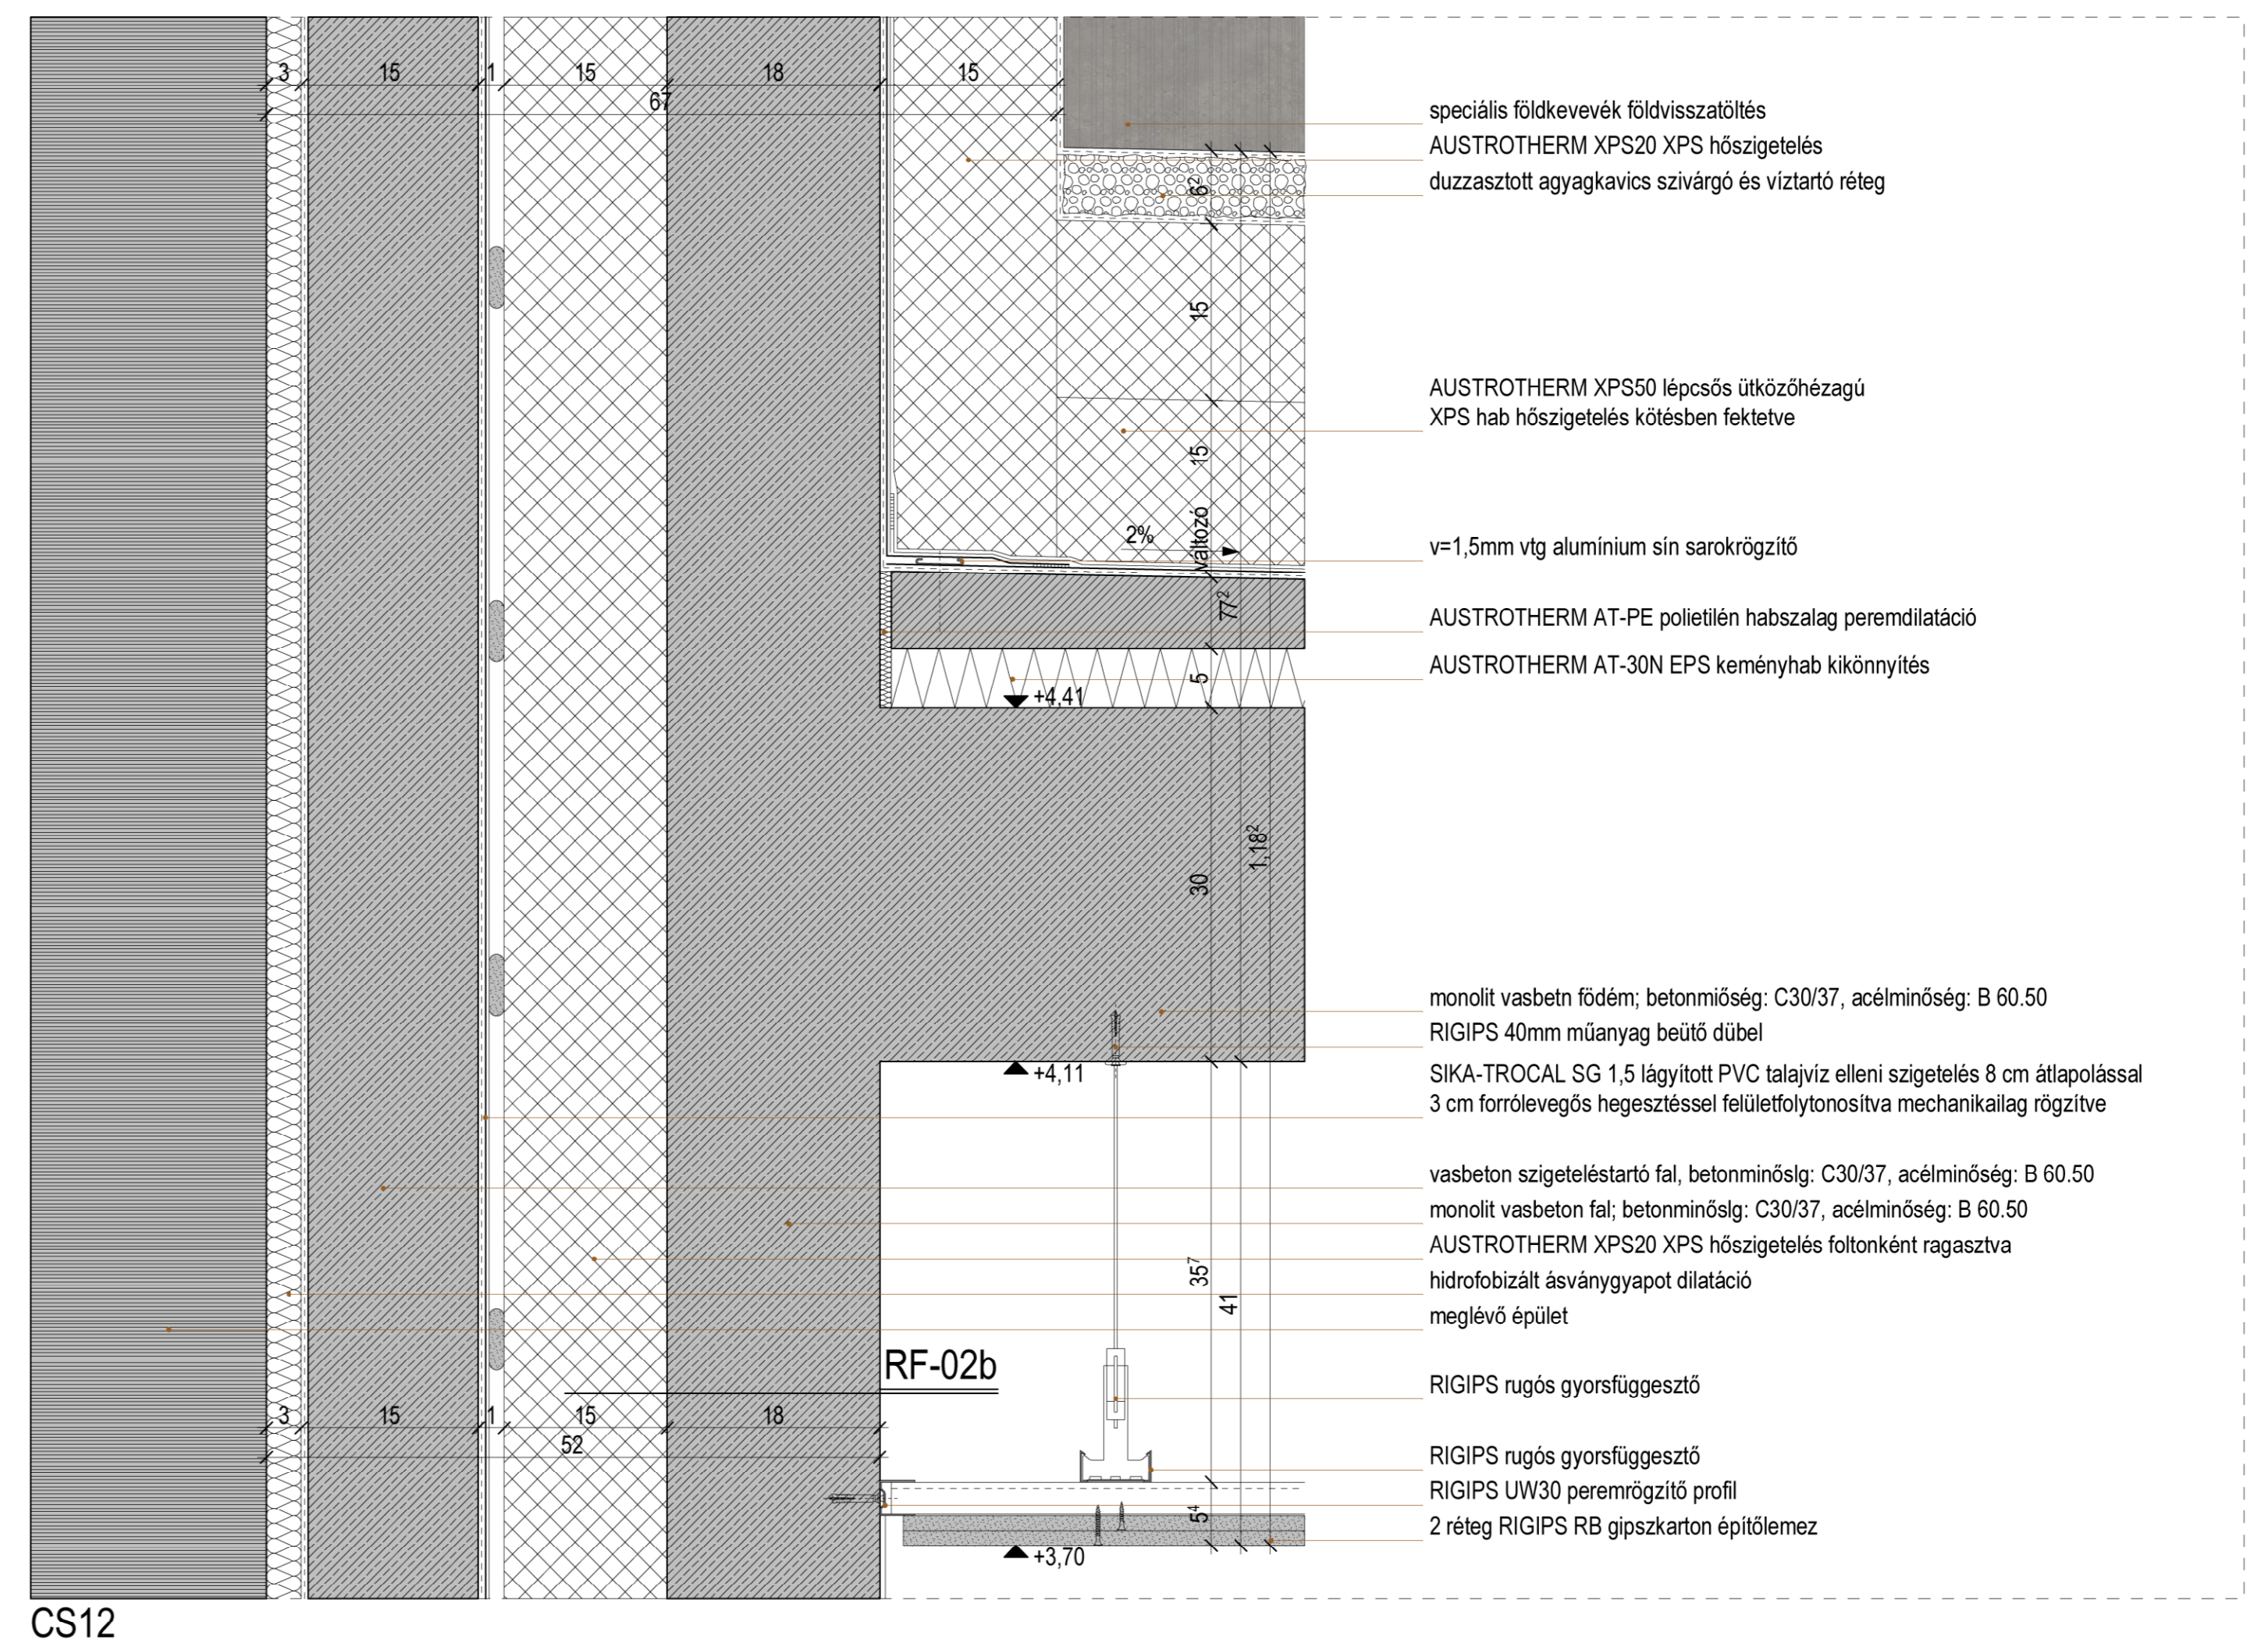 3 15 1 15 18 15
67
speciális földkevevék földvisszatöltés
AUSTROTHERM XPS20 XPS hőszigetelés
duzzasztott agyagkavics szivárgó és víztartó réteg
6²
15
AUSTROTHERM XPS50 lépcsős ütközőhézagú
XPS hab hőszigetelés kötésben fektetve
15
változó
2%
v=1,5mm vtg alumínium sín sarokrögzítő
77²
AUSTROTHERM AT-PE polietilén habszalag peremdilatáció
AUSTROTHERM AT-30N EPS keményhab kikönnyítés
5
+4,41
1,18²
30
monolit vasbetn födém; betonmiőség: C30/37, acélminőség: B 60.50
RIGIPS 40mm műanyag beütő dübel
+4,11
SIKA-TROCAL SG 1,5 lágyított PVC talajvíz elleni szigetelés 8 cm átlapolással
3 cm forrólevegős hegesztéssel felületfolytonosítva mechanikailag rögzítve
vasbeton szigeteléstartó fal, betonminőslg: C30/37, acélminőség: B 60.50
monolit vasbeton fal; betonminőslg: C30/37, acélminőség: B 60.50
AUSTROTHERM XPS20 XPS hőszigetelés foltonként ragasztva
hidrofobizált ásványgyapot dilatáció
meglévő épület
35⁷
41
RF-02b
RIGIPS rugós gyorsfüggesztő
3 15 1 15 18
52
RIGIPS rugós gyorsfüggesztő
RIGIPS UW30 peremrögzítő profil
5⁴
2 réteg RIGIPS RB gipszkarton építőlemez
+3,70
CS12